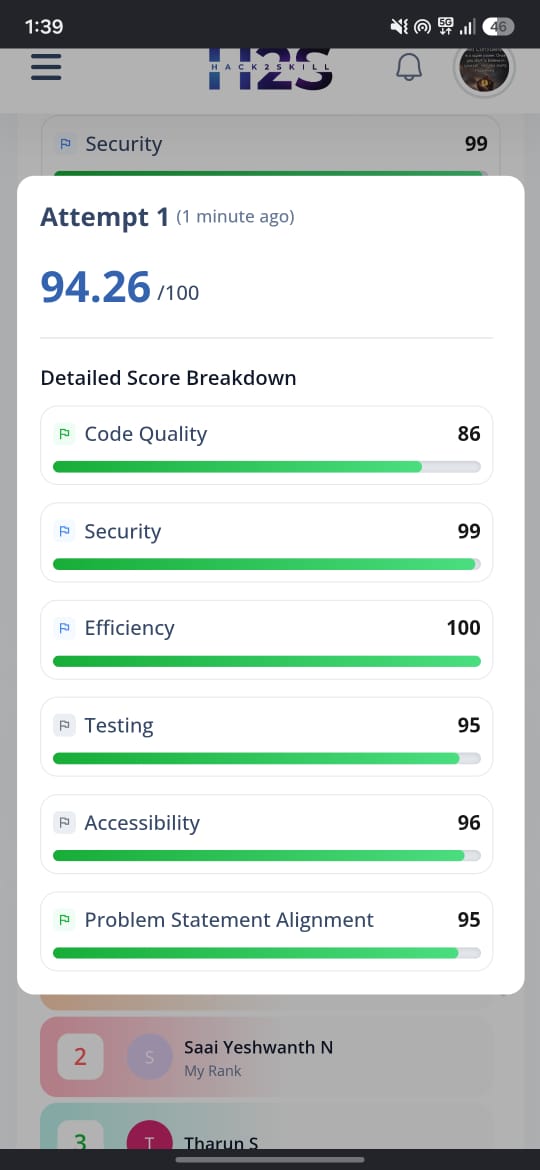 1:39
5G
46
H2S
HACK2SKILL
Security 99
Attempt 1 (1 minute ago)
94.26 /100
Detailed Score Breakdown
Code Quality 86
Security 99
Efficiency 100
Testing 95
Accessibility 96
Problem Statement Alignment 95
2 S Saai Yeshwanth N
My Rank
3 T Tharun S